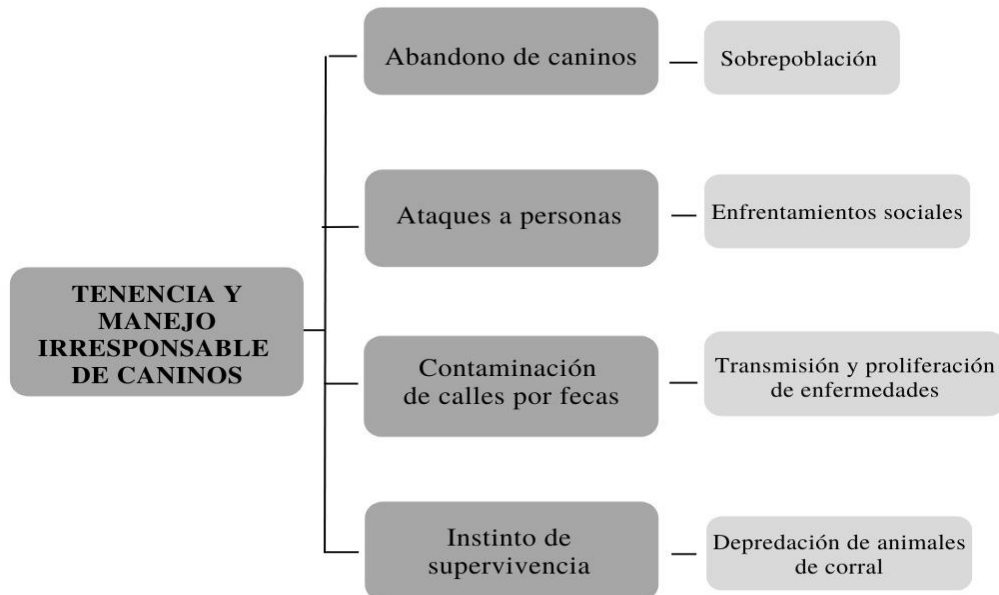 TENENCIA Y
MANEJO
IRRESPONSABLE
DE CANINOS
Abandono de caninos
Sobrepoblación
Ataques a personas
Enfrentamientos sociales
Contaminación
de calles por fecas
Transmisión y proliferación
de enfermedades
Instinto de
supervivencia
Depredación de animales
de corral